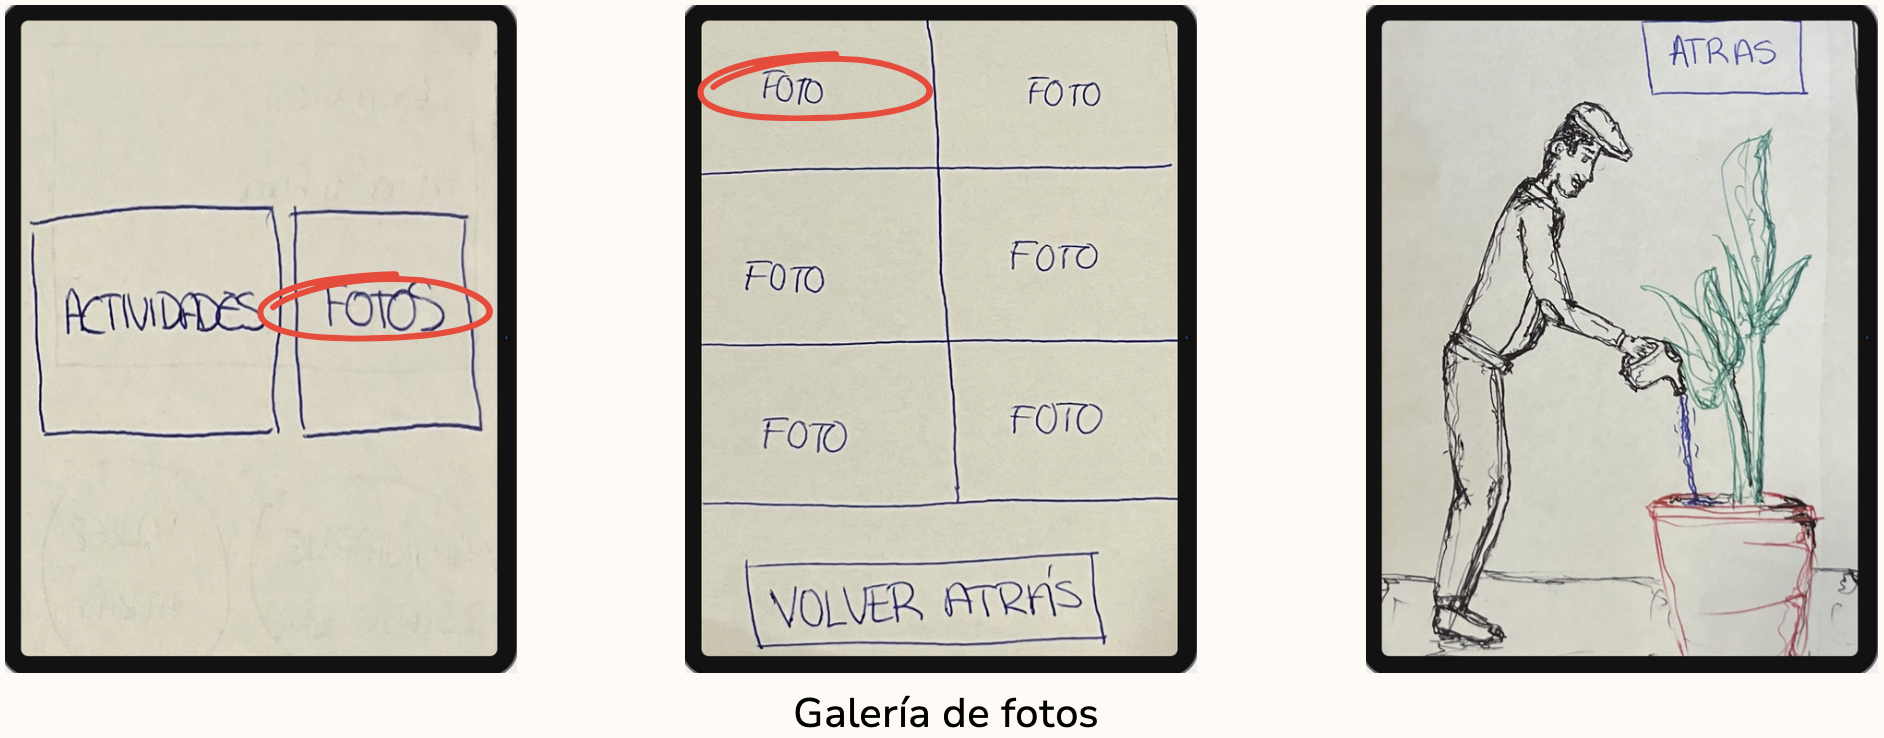 ACTIVIDADES
FOTOS
FOTO
FOTO
FOTO
FOTO
FOTO
FOTO
VOLVER ATRÁS
ATRAS
Galería de fotos